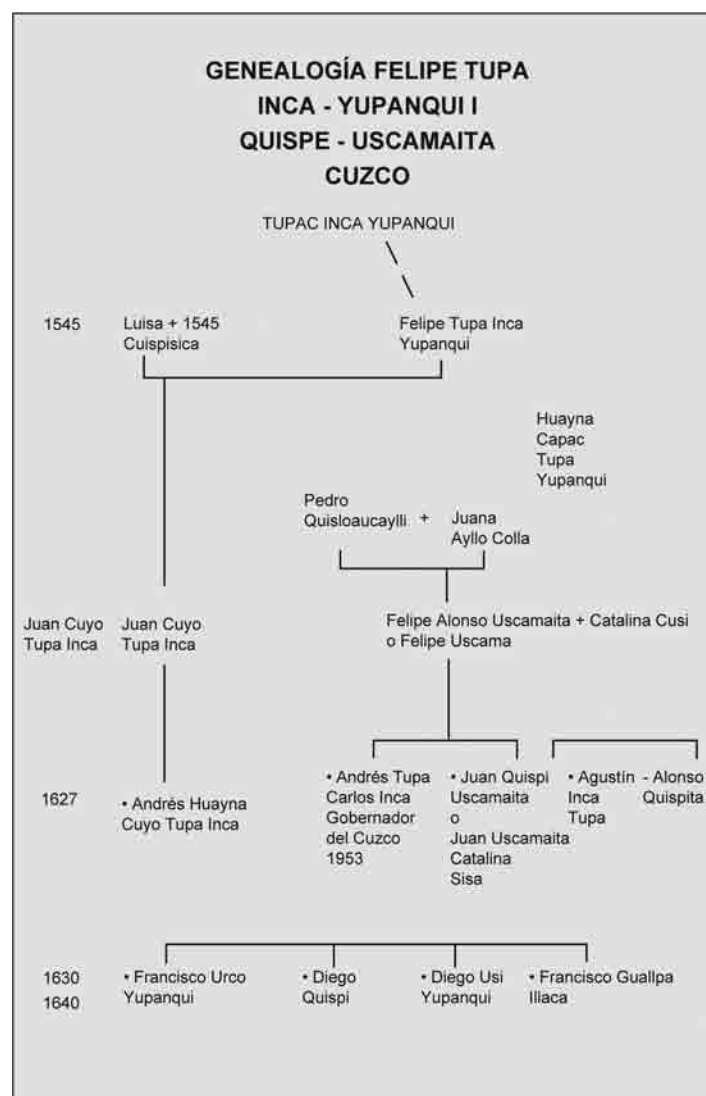 GENEALOGÍA FELIPE TUPA
INCA - YUPANQUI I
QUISPE - USCAMAITA
CUZCO
TUPAC INCA YUPANQUI
1545
Luisa + 1545
Cuispisica
Felipe Tupa Inca
Yupanqui
Huayna
Capac
Tupa
Yupanqui
Pedro
Quisloaucaylli + Juana
Ayllo Colla
Juan Cuyo
Tupa Inca
Juan Cuyo
Tupa Inca
Felipe Alonso Uscamaita + Catalina Cusi
o Felipe Uscama
1627
• Andrés Huayna
Cuyo Tupa Inca
• Andrés Tupa
Carlos Inca
Gobernador
del Cuzco
1953
• Juan Quispi
Uscamaita
o
Juan Uscamaita
Catalina
Sisa
• Agustín
Inca
Tupa
- Alonso
Quispita
1630
1640
• Francisco Urco
Yupanqui
• Diego
Quispi
• Diego Usi
Yupanqui
• Francisco Guallpa
Illaca